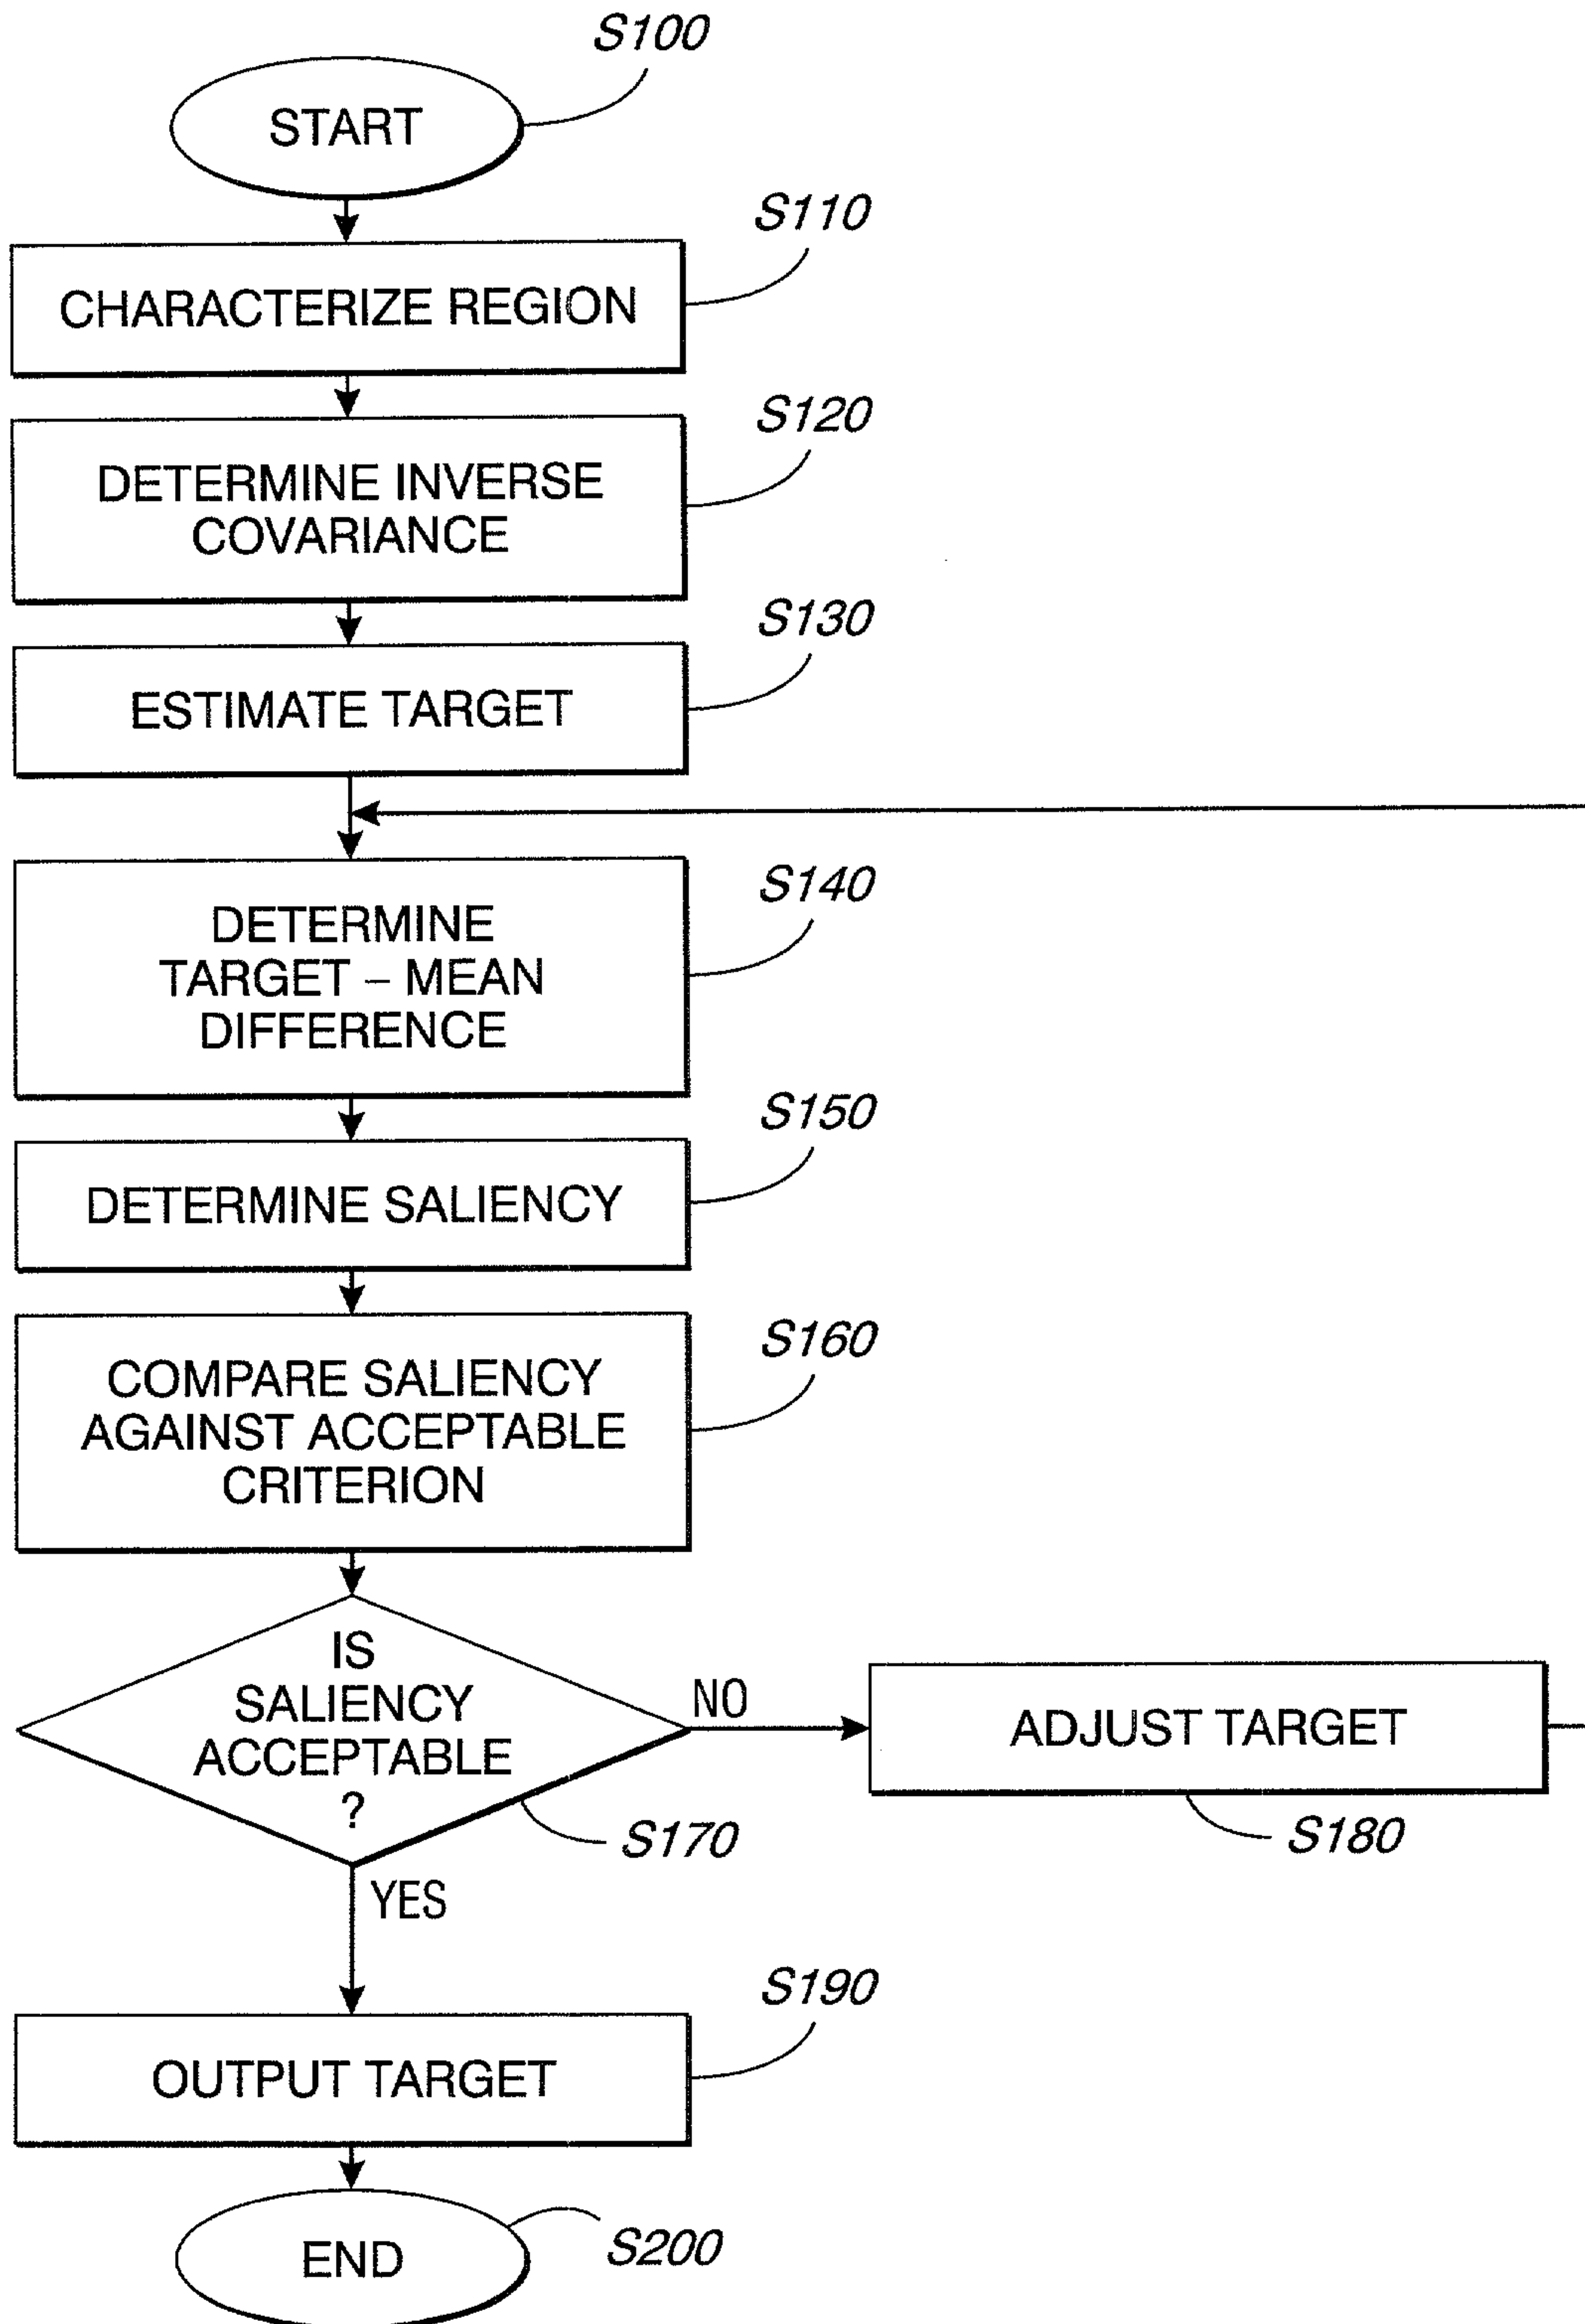 S100
START
S110
CHARACTERIZE REGION
S120
DETERMINE INVERSE
COVARIANCE
S130
ESTIMATE TARGET
S140
DETERMINE
TARGET – MEAN
DIFFERENCE
S150
DETERMINE SALIENCY
S160
COMPARE SALIENCY
AGAINST ACCEPTABLE
CRITERION
IS
SALIENCY
ACCEPTABLE
?
NO
ADJUST TARGET
S170
S180
YES
S190
OUTPUT TARGET
END
S200